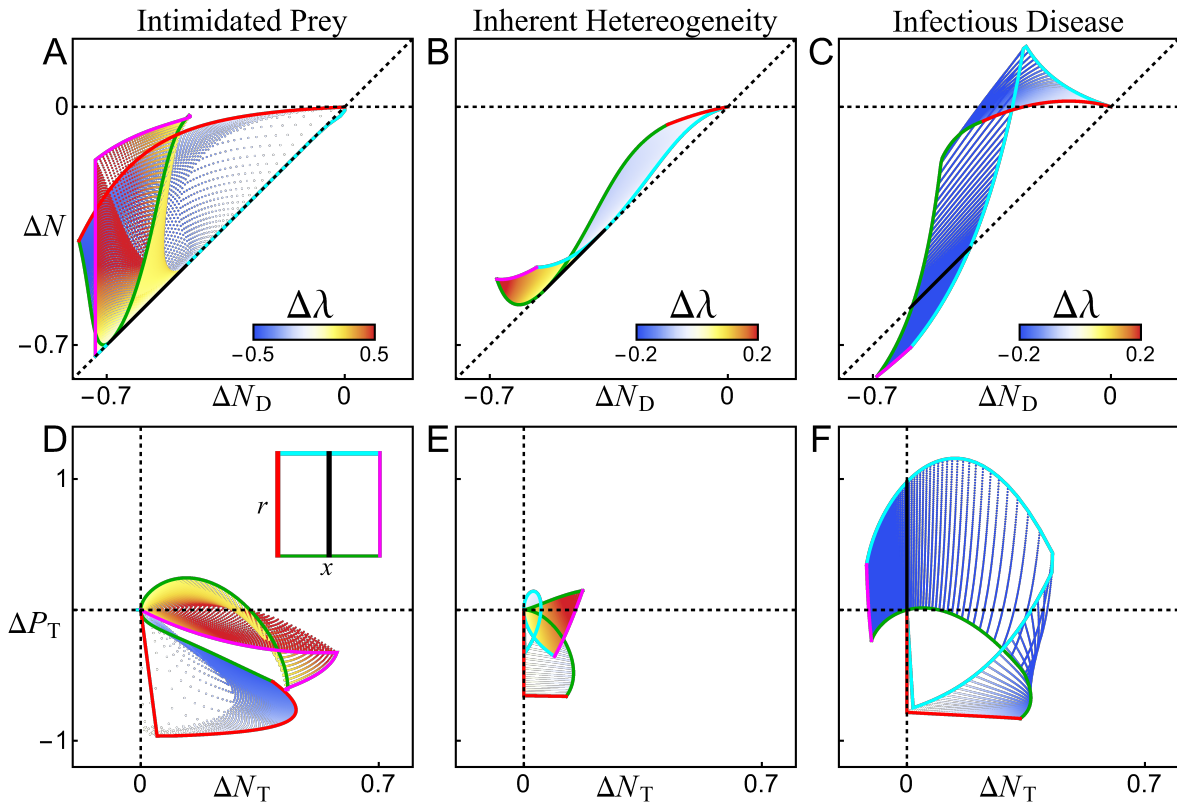 Intimidated Prey
Inherent Hetereogeneity
Infectious Disease
A
B
C
0
ΔN
−0.7
Δλ
−0.5
0.5
Δλ
−0.2
0.2
Δλ
−0.2
0.2
−0.7
ΔN_D
0
−0.7
ΔN_D
0
−0.7
ΔN_D
0
D
E
F
1
r
x
ΔP_T
−1
0
ΔN_T
0.7
0
ΔN_T
0.7
0
ΔN_T
0.7